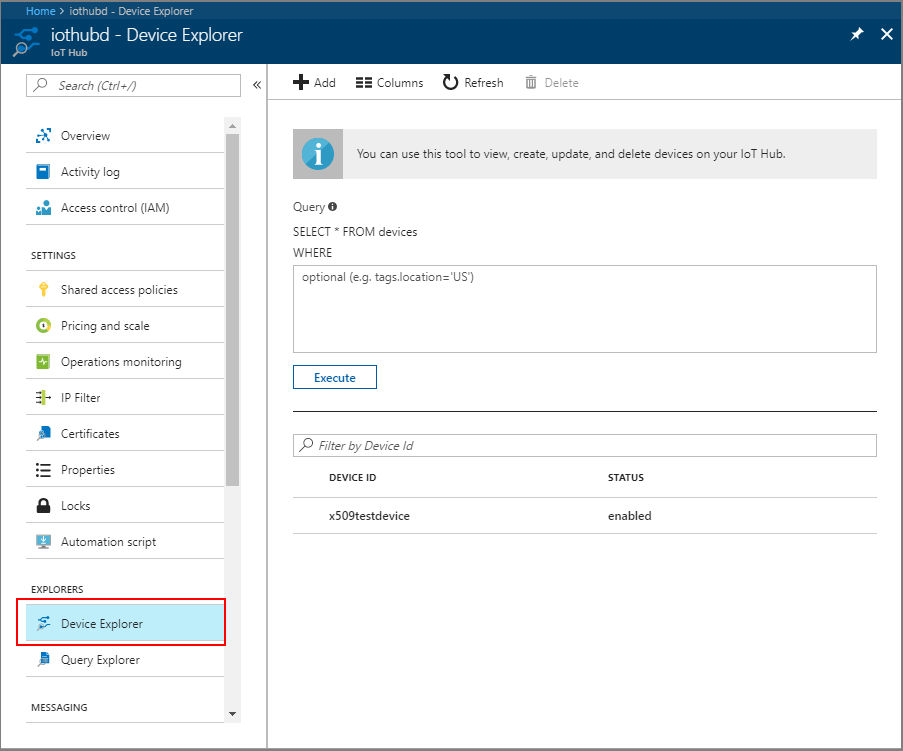 Home > iothubd - Device Explorer
iothubd - Device Explorer
IoT Hub
Search (Ctrl+/)
«
Overview
Activity log
Access control (IAM)
SETTINGS
Shared access policies
Pricing and scale
Operations monitoring
IP Filter
Certificates
Properties
Locks
Automation script
EXPLORERS
Device Explorer
Query Explorer
MESSAGING
Add Columns Refresh Delete
You can use this tool to view, create, update, and delete devices on your IoT Hub.
Query
SELECT * FROM devices
WHERE
optional (e.g. tags.location='US')
Execute
Filter by Device Id
DEVICE ID STATUS
x509testdevice enabled